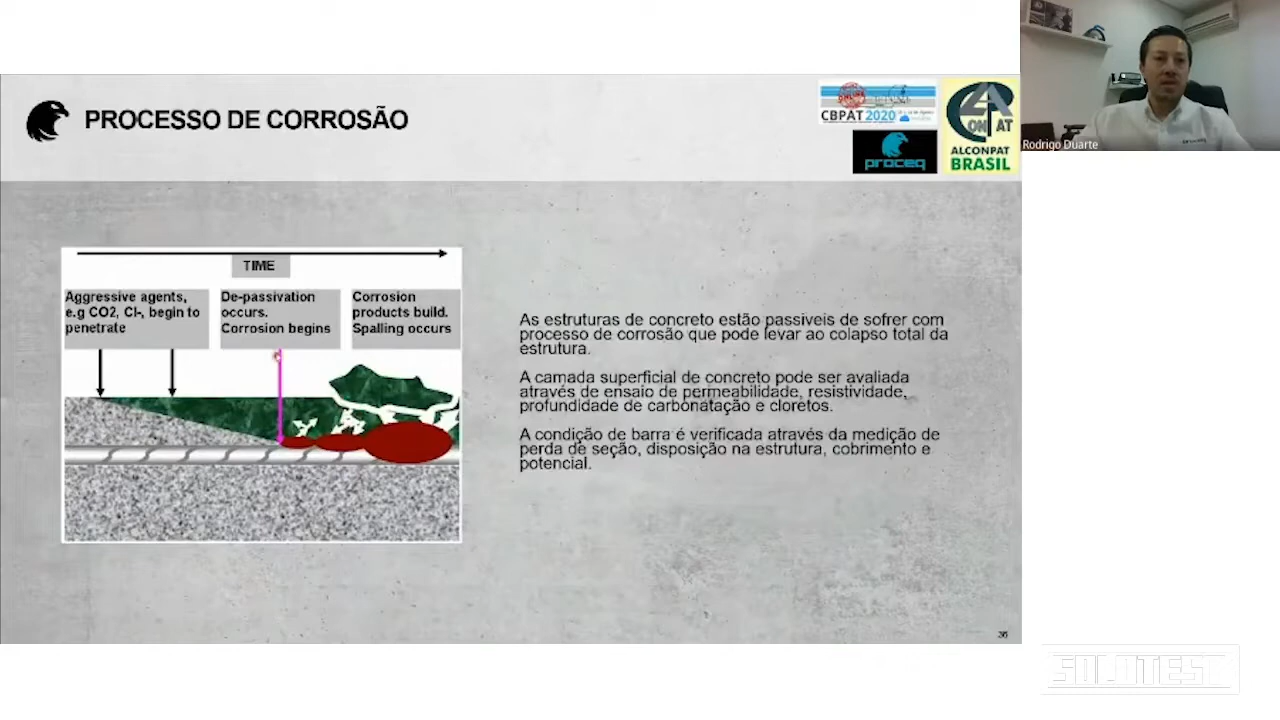 PROCESSO DE CORROSÃO
CBPAT 2020
proceq
ALCONPAT
BRASIL
Rodrigo Duarte
TIME
Aggressive agents,
e.g CO2, Cl-, begin to
penetrate
De-passivation
occurs.
Corrosion begins
Corrosion
products build.
Spalling occurs
As estruturas de concreto estão passiveis de sofrer com
processo de corrosão que pode levar ao colapso total da
estrutura.
A camada superficial de concreto pode ser avaliada
através de ensaio de permeabilidade, resistividade,
profundidade de carbonatação e cloretos.
A condição de barra é verificada através da medição de
perda de seção, disposição na estrutura, cobrimento e
potencial.
36
SOLOTEST